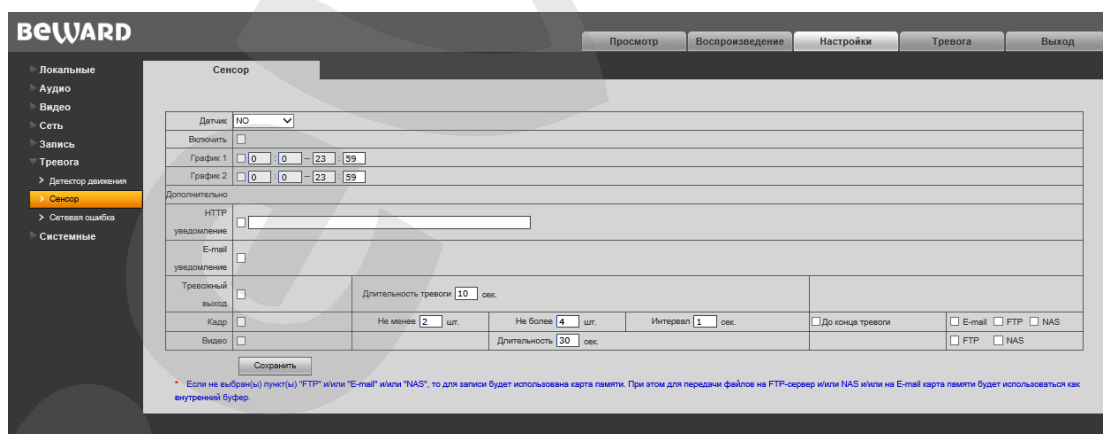 BEWARD
Просмотр Воспроизведение Настройки Тревога Выход
Локальные
Аудио
Видео
Сеть
Запись
Тревога
Детектор движения
Сенсор
Сетевая ошибка
Системные
Сенсор
Датчик NO
Включить
График 1 0 : 0 – 23 : 59
График 2 0 : 0 – 23 : 59
Дополнительно
HTTP
уведомление
E-mail
уведомление
Тревожный
выход
Длительность тревоги 10 сек.
Кадр Не менее 2 шт. Не более 4 шт. Интервал 1 сек. До конца тревоги E-mail FTP NAS
Видео Длительность 30 сек. FTP NAS
Сохранить
* Если не выбран(ы) пункт(ы) "FTP" и/или "E-mail" и/или "NAS", то для записи будет использована карта памяти. При этом для передачи файлов на FTP-сервер и/или NAS и/или на E-mail карта памяти будет использоваться как
внутренний буфер.